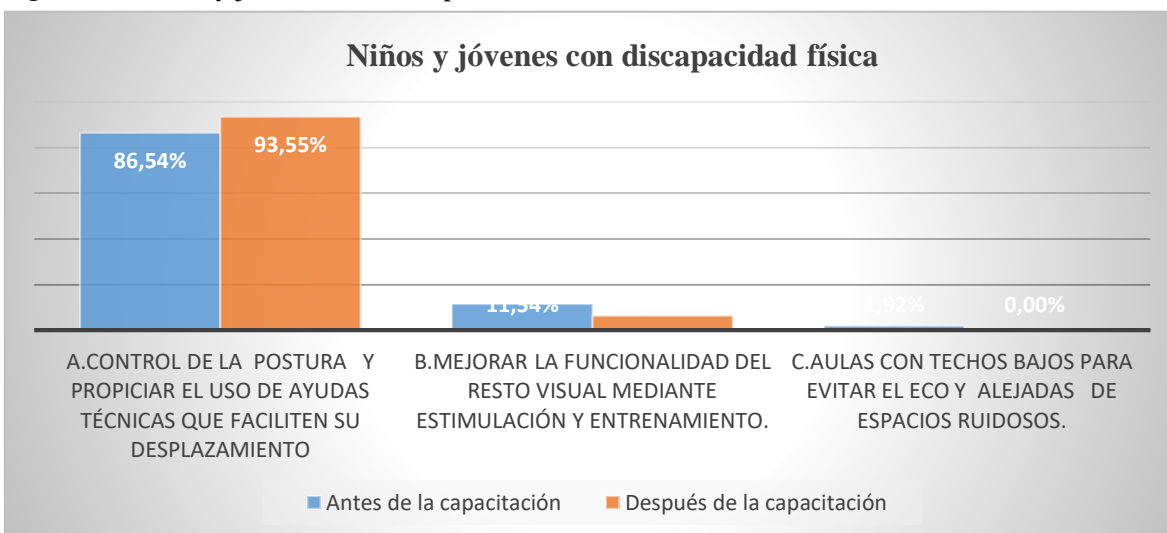 Niños y jóvenes con discapacidad física
86,54%
93,55%
11,54%
1,92%
0,00%
A.CONTROL DE LA POSTURA Y
PROPICIAR EL USO DE AYUDAS
TÉCNICAS QUE FACILITEN SU
DESPLAZAMIENTO
B.MEJORAR LA FUNCIONALIDAD DEL
RESTO VISUAL MEDIANTE
ESTIMULACIÓN Y ENTRENAMIENTO.
C.AULAS CON TECHOS BAJOS PARA
EVITAR EL ECO Y ALEJADAS DE
ESPACIOS RUIDOSOS.
Antes de la capacitación
Después de la capacitación